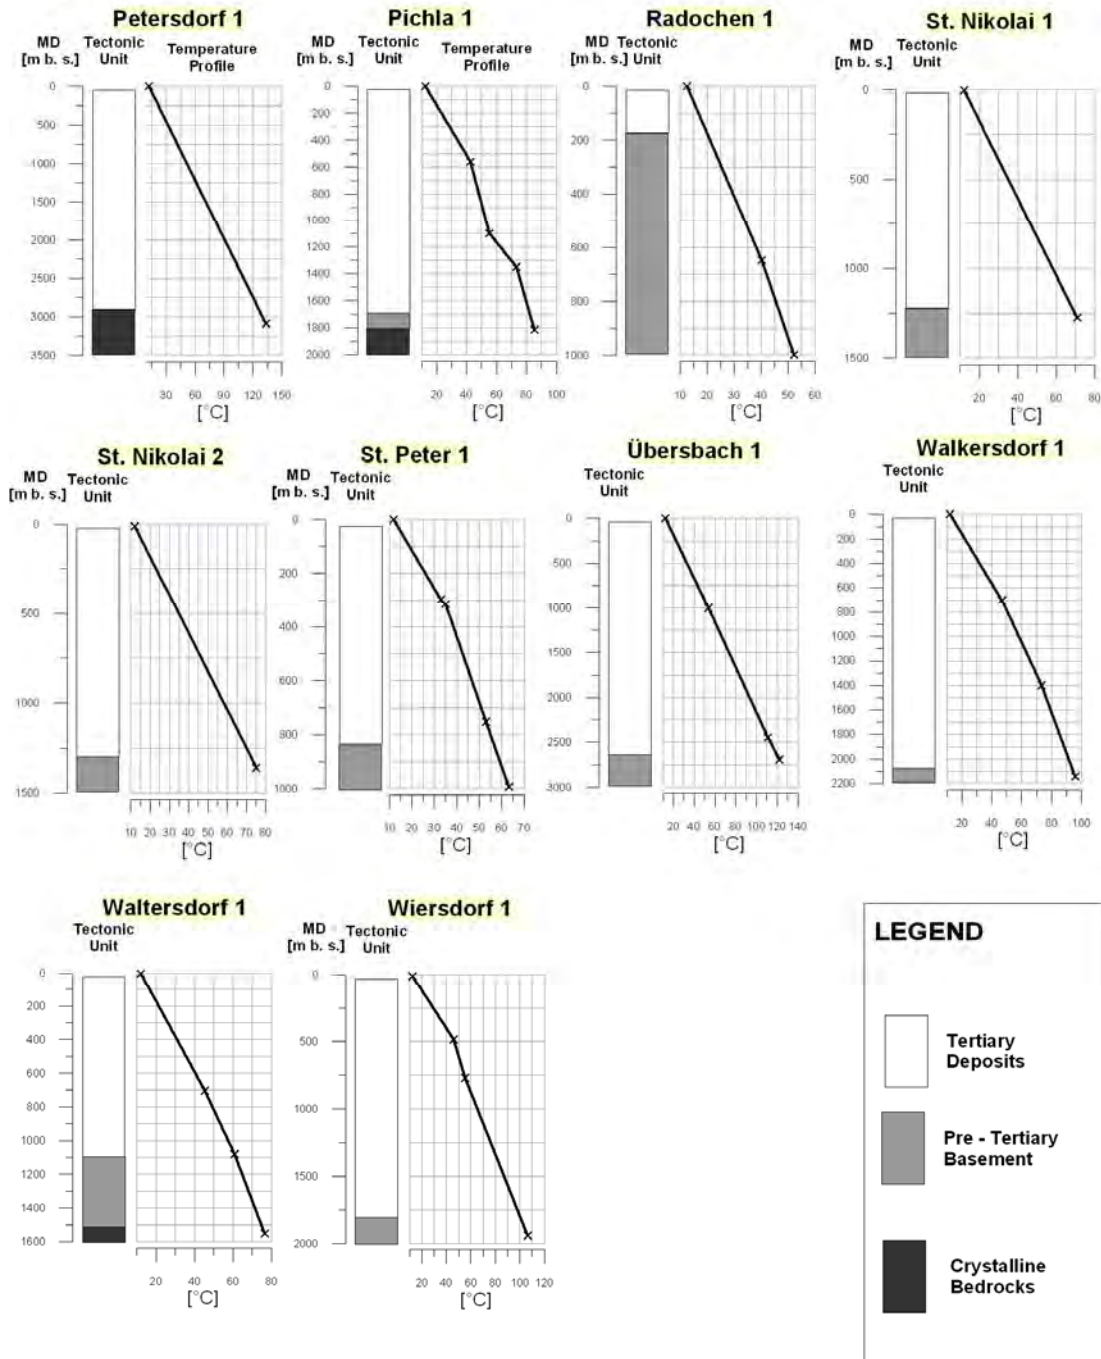 Petersdorf 1
MD
[m b. s.]
Tectonic
Unit
Temperature
Profile
0
500
1000
1500
2000
2500
3000
3500
30 60 90 120 150
[°C]
Pichla 1
MD
[m b. s.]
Tectonic
Unit
Temperature
Profile
0
200
400
600
800
1000
1200
1400
1600
1800
2000
20 40 60 80 100
[°C]
Radochen 1
MD
[m b. s.]
Tectonic
Unit
0
200
400
600
800
1000
10 20 30 40 50 60
[°C]
St. Nikolai 1
MD
[m b. s.]
Tectonic
Unit
0
500
1000
1500
20 40 60 80
[°C]
St. Nikolai 2
MD
[m b. s.]
Tectonic
Unit
0
500
1000
1500
10 20 30 40 50 60 70 80
[°C]
St. Peter 1
MD
[m b. s.]
Tectonic
Unit
0
200
400
600
800
1000
10 20 30 40 50 60 70
[°C]
Übersbach 1
Tectonic
Unit
0
500
1000
1500
2000
2500
3000
20 40 60 80 100 120 140
[°C]
Walkersdorf 1
Tectonic
Unit
0
200
400
600
800
1000
1200
1400
1600
1800
2000
2200
20 40 60 80 100
[°C]
Waltersdorf 1
Tectonic
Unit
0
200
400
600
800
1000
1200
1400
1600
20 40 60 80
[°C]
Wiersdorf 1
MD
[m b. s.]
Tectonic
Unit
0
500
1000
1500
2000
20 40 60 80 100 120
[°C]
LEGEND
Tertiary
Deposits
Pre - Tertiary
Basement
Crystalline
Bedrocks